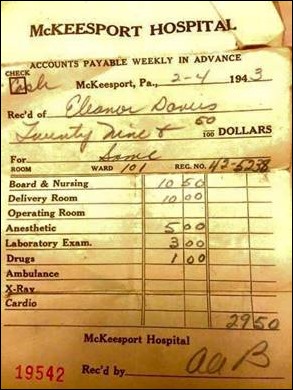 McKEESPORT HOSPITAL
ACCOUNTS PAYABLE WEEKLY IN ADVANCE
CHECK
Cash McKeesport, Pa., 2-4 1943
Rec'd of Eleanor Davies
Twenty Nine & 50/100 DOLLARS
For Same
ROOM WARD 101 REG. NO. 42-5238
Board & Nursing 10 50
Delivery Room 10 00
Operating Room
Anesthetic 5 00
Laboratory Exam. 3 00
Drugs 1 00
Ambulance
X-Ray
Cardio
29 50
McKeesport Hospital
19542 Rec'd by aaB